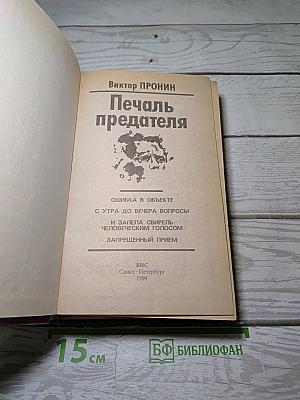 Виктор ПРОНИН
Печаль
предателя
ОШИБКА В ОБЪЕКТЕ
С УТРА ДО ВЕЧЕРА ВОПРОСЫ
И ЗАПЕЛА СВИРЕЛЬ
ЧЕЛОВЕЧЕСКИМ ГОЛОСОМ
ЗАПРЕЩЕННЫЙ ПРИЕМ
ВИС
Санкт-Петербург
1994
15 см
БФ БИБЛИОФАН